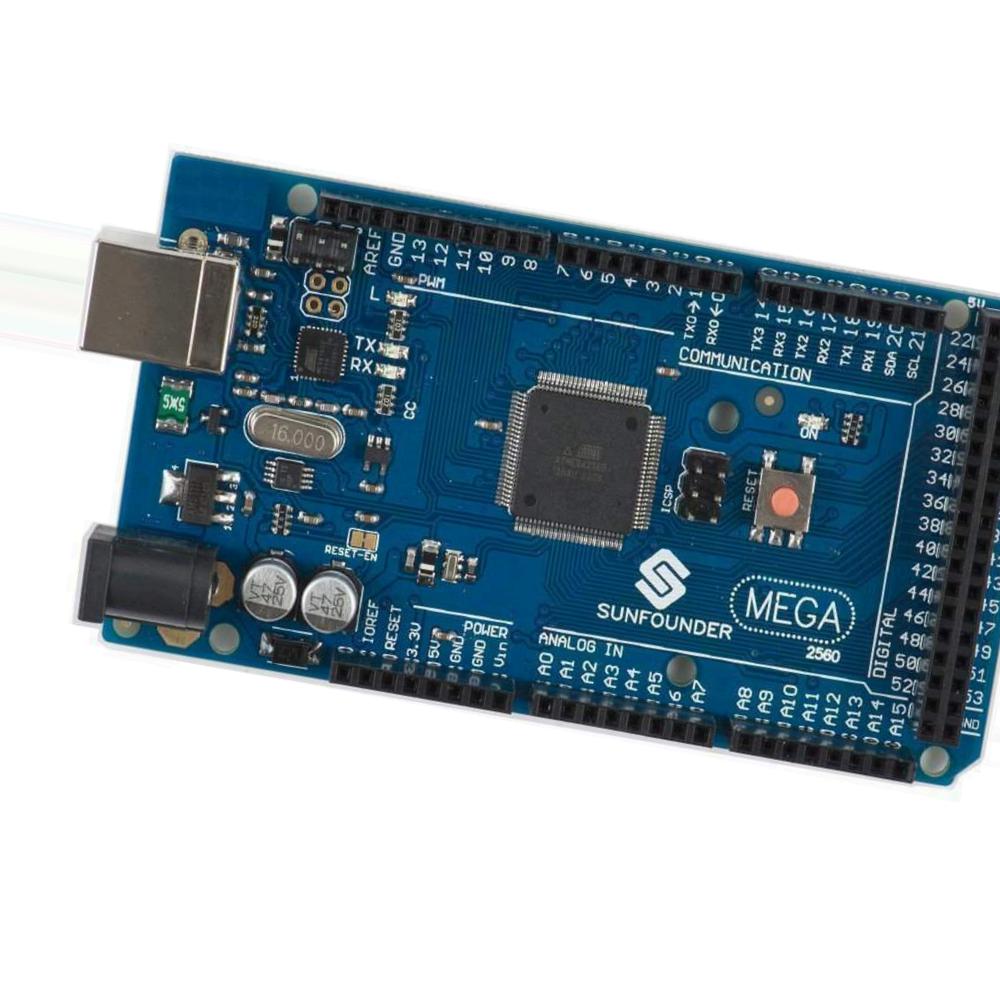 AREF
GND
13
12
11
10
9
8
7
6
5
4
3
2
TX0→1
RX0←0
TX3 14
RX3 15
TX2 16
RX2 17
TX1 18
RX1 19
SDA 20
SCL 21
5V
PWM
L
TX
RX
COMMUNICATION
22
24
26
28
30
32
34
36
38
40
42
44
46
48
50
52
53
GND
DIGITAL
ON
RESET
ICSP
16.000
RESET-EN
VT
47
25V
VT
47
25V
SUNFOUNDER
MEGA
2560
IOREF
RESET
3.3V
5V
GND
GND
Vin
POWER
ANALOG IN
A0
A1
A2
A3
A4
A5
A6
A7
A8
A9
A10
A11
A12
A13
A14
A15